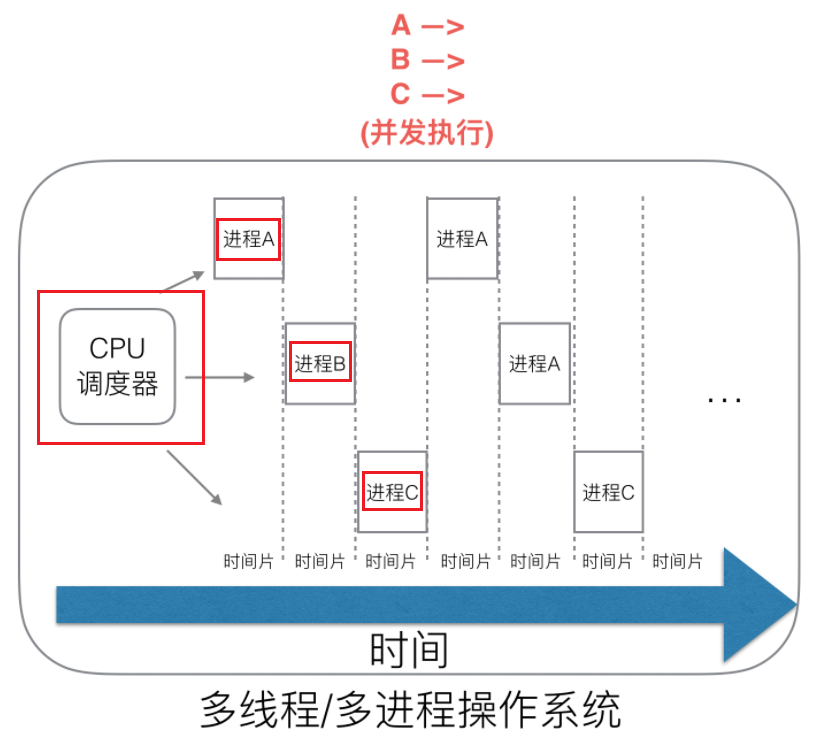 A —>
B —>
C —>
(并发执行)
进程A
进程A
CPU
调度器
进程B
进程A
...
进程C
进程C
时间片 时间片 时间片 时间片 时间片 时间片 时间片
时间
多线程/多进程操作系统